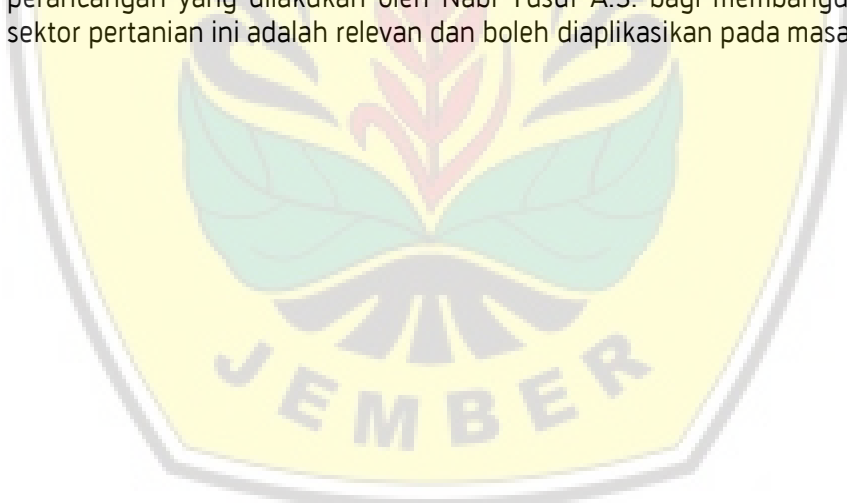 perancangan yang dilakukan oleh Nabi Yusuf A.S. bagi membangu
sektor pertanian ini adalah relevan dan boleh diaplikasikan pada masa
JEMBER